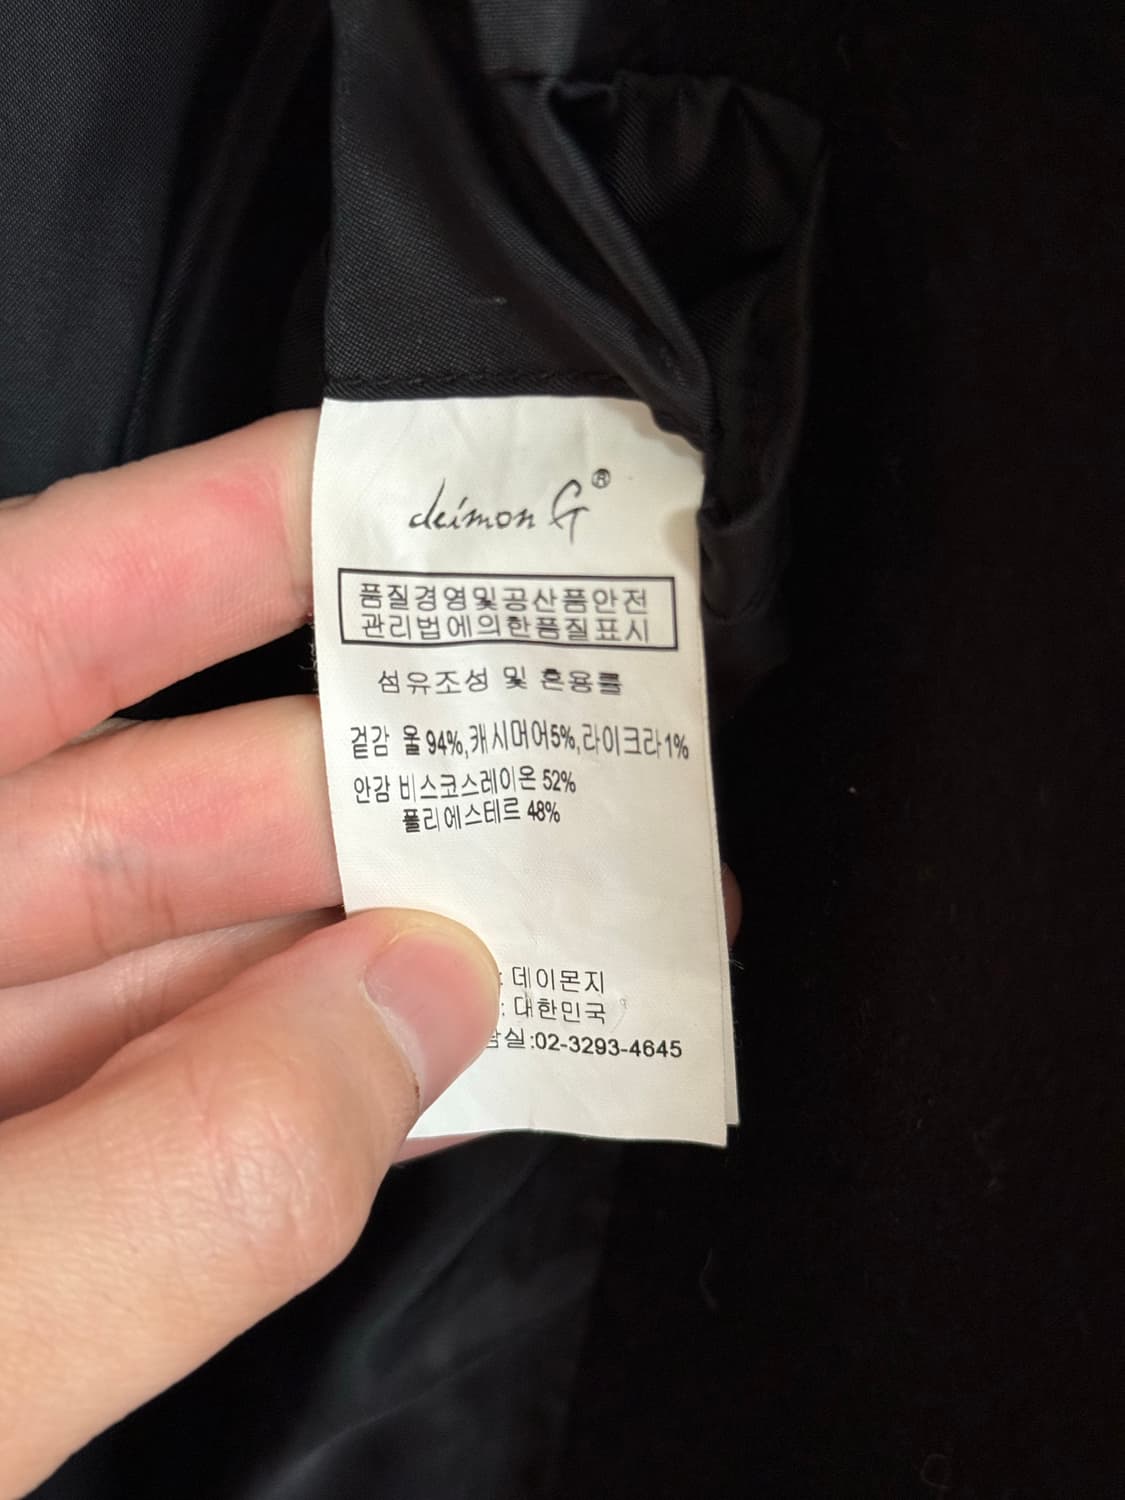 deimon G®
품질경영및공산품안전
관리법에의한품질표시
섬유조성 및 혼용률
겉감 울 94%,캐시머어5%,라이크라1%
안감 비스코스레이온 52%
폴리에스테르 48%
: 데이몬지
: 대한민국
담실:02-3293-4645